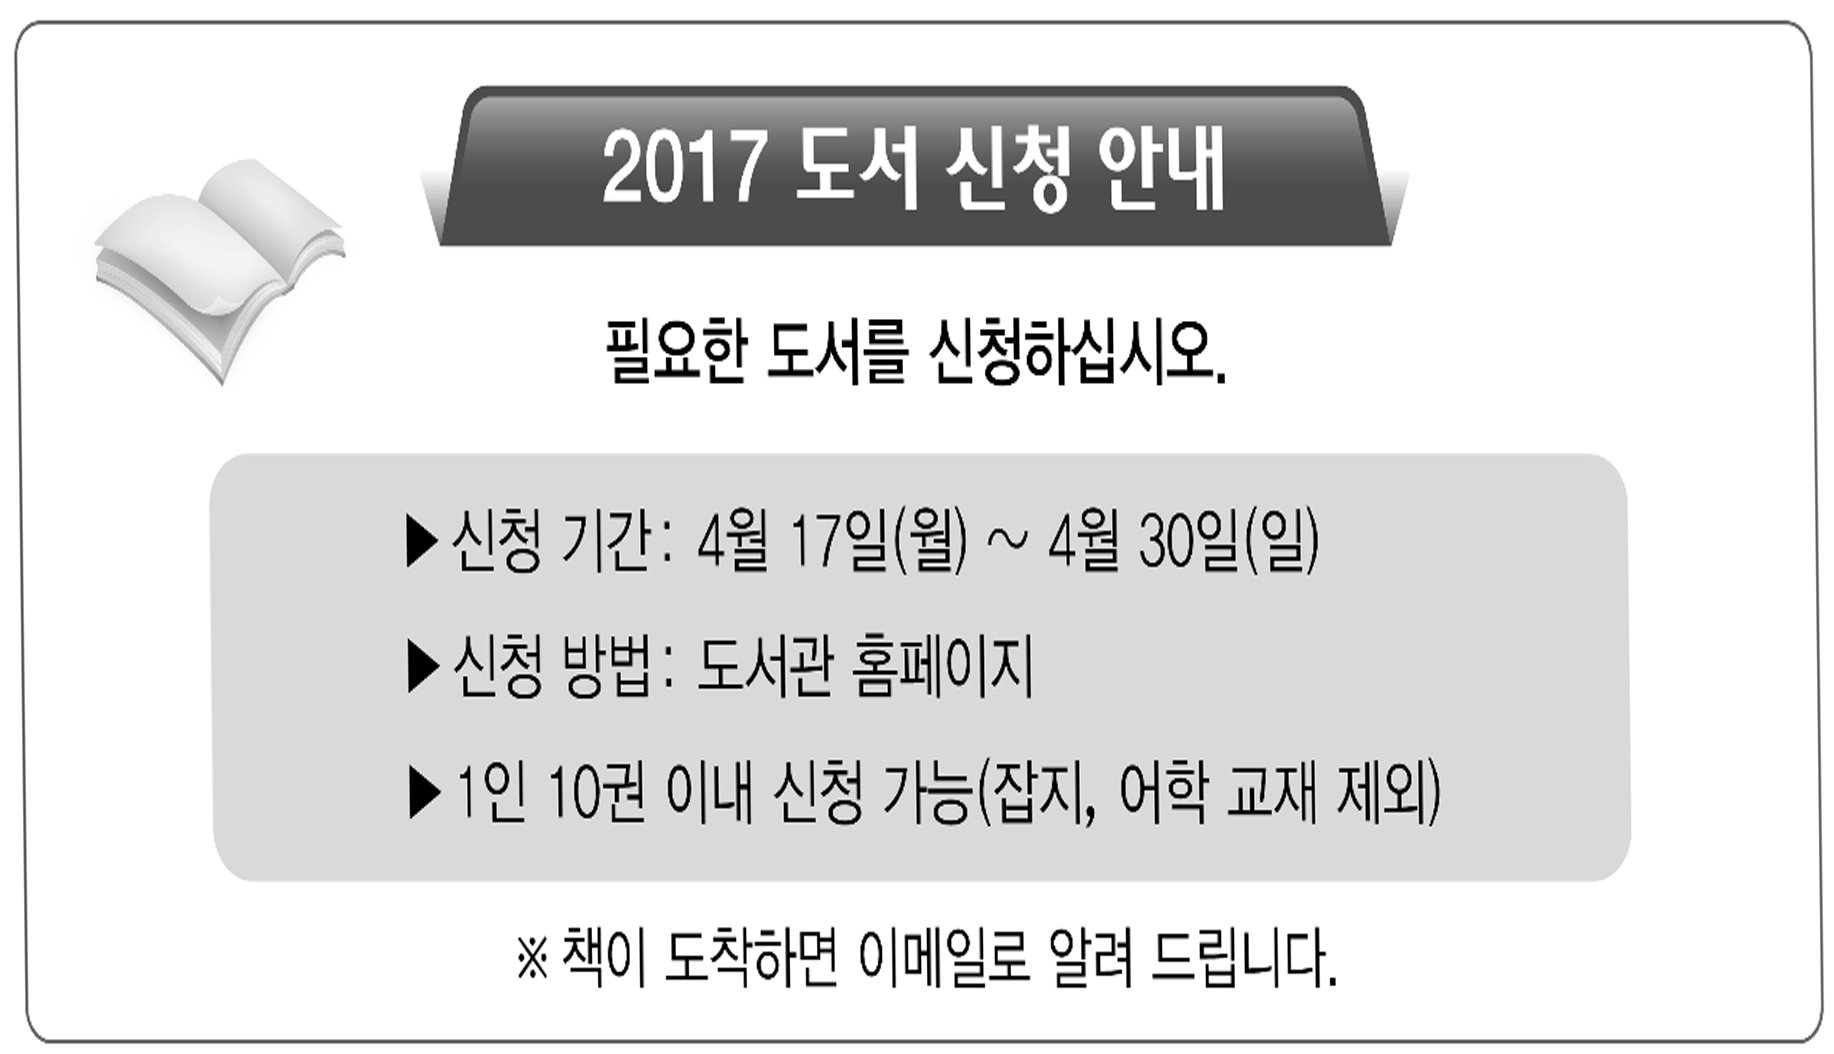 2017 도서 신청 안내
필요한 도서를 신청하십시오.
▶신청 기간: 4월 17일(월) ~ 4월 30일(일)
▶신청 방법: 도서관 홈페이지
▶1인 10권 이내 신청 가능(잡지, 어학 교재 제외)
※ 책이 도착하면 이메일로 알려 드립니다.